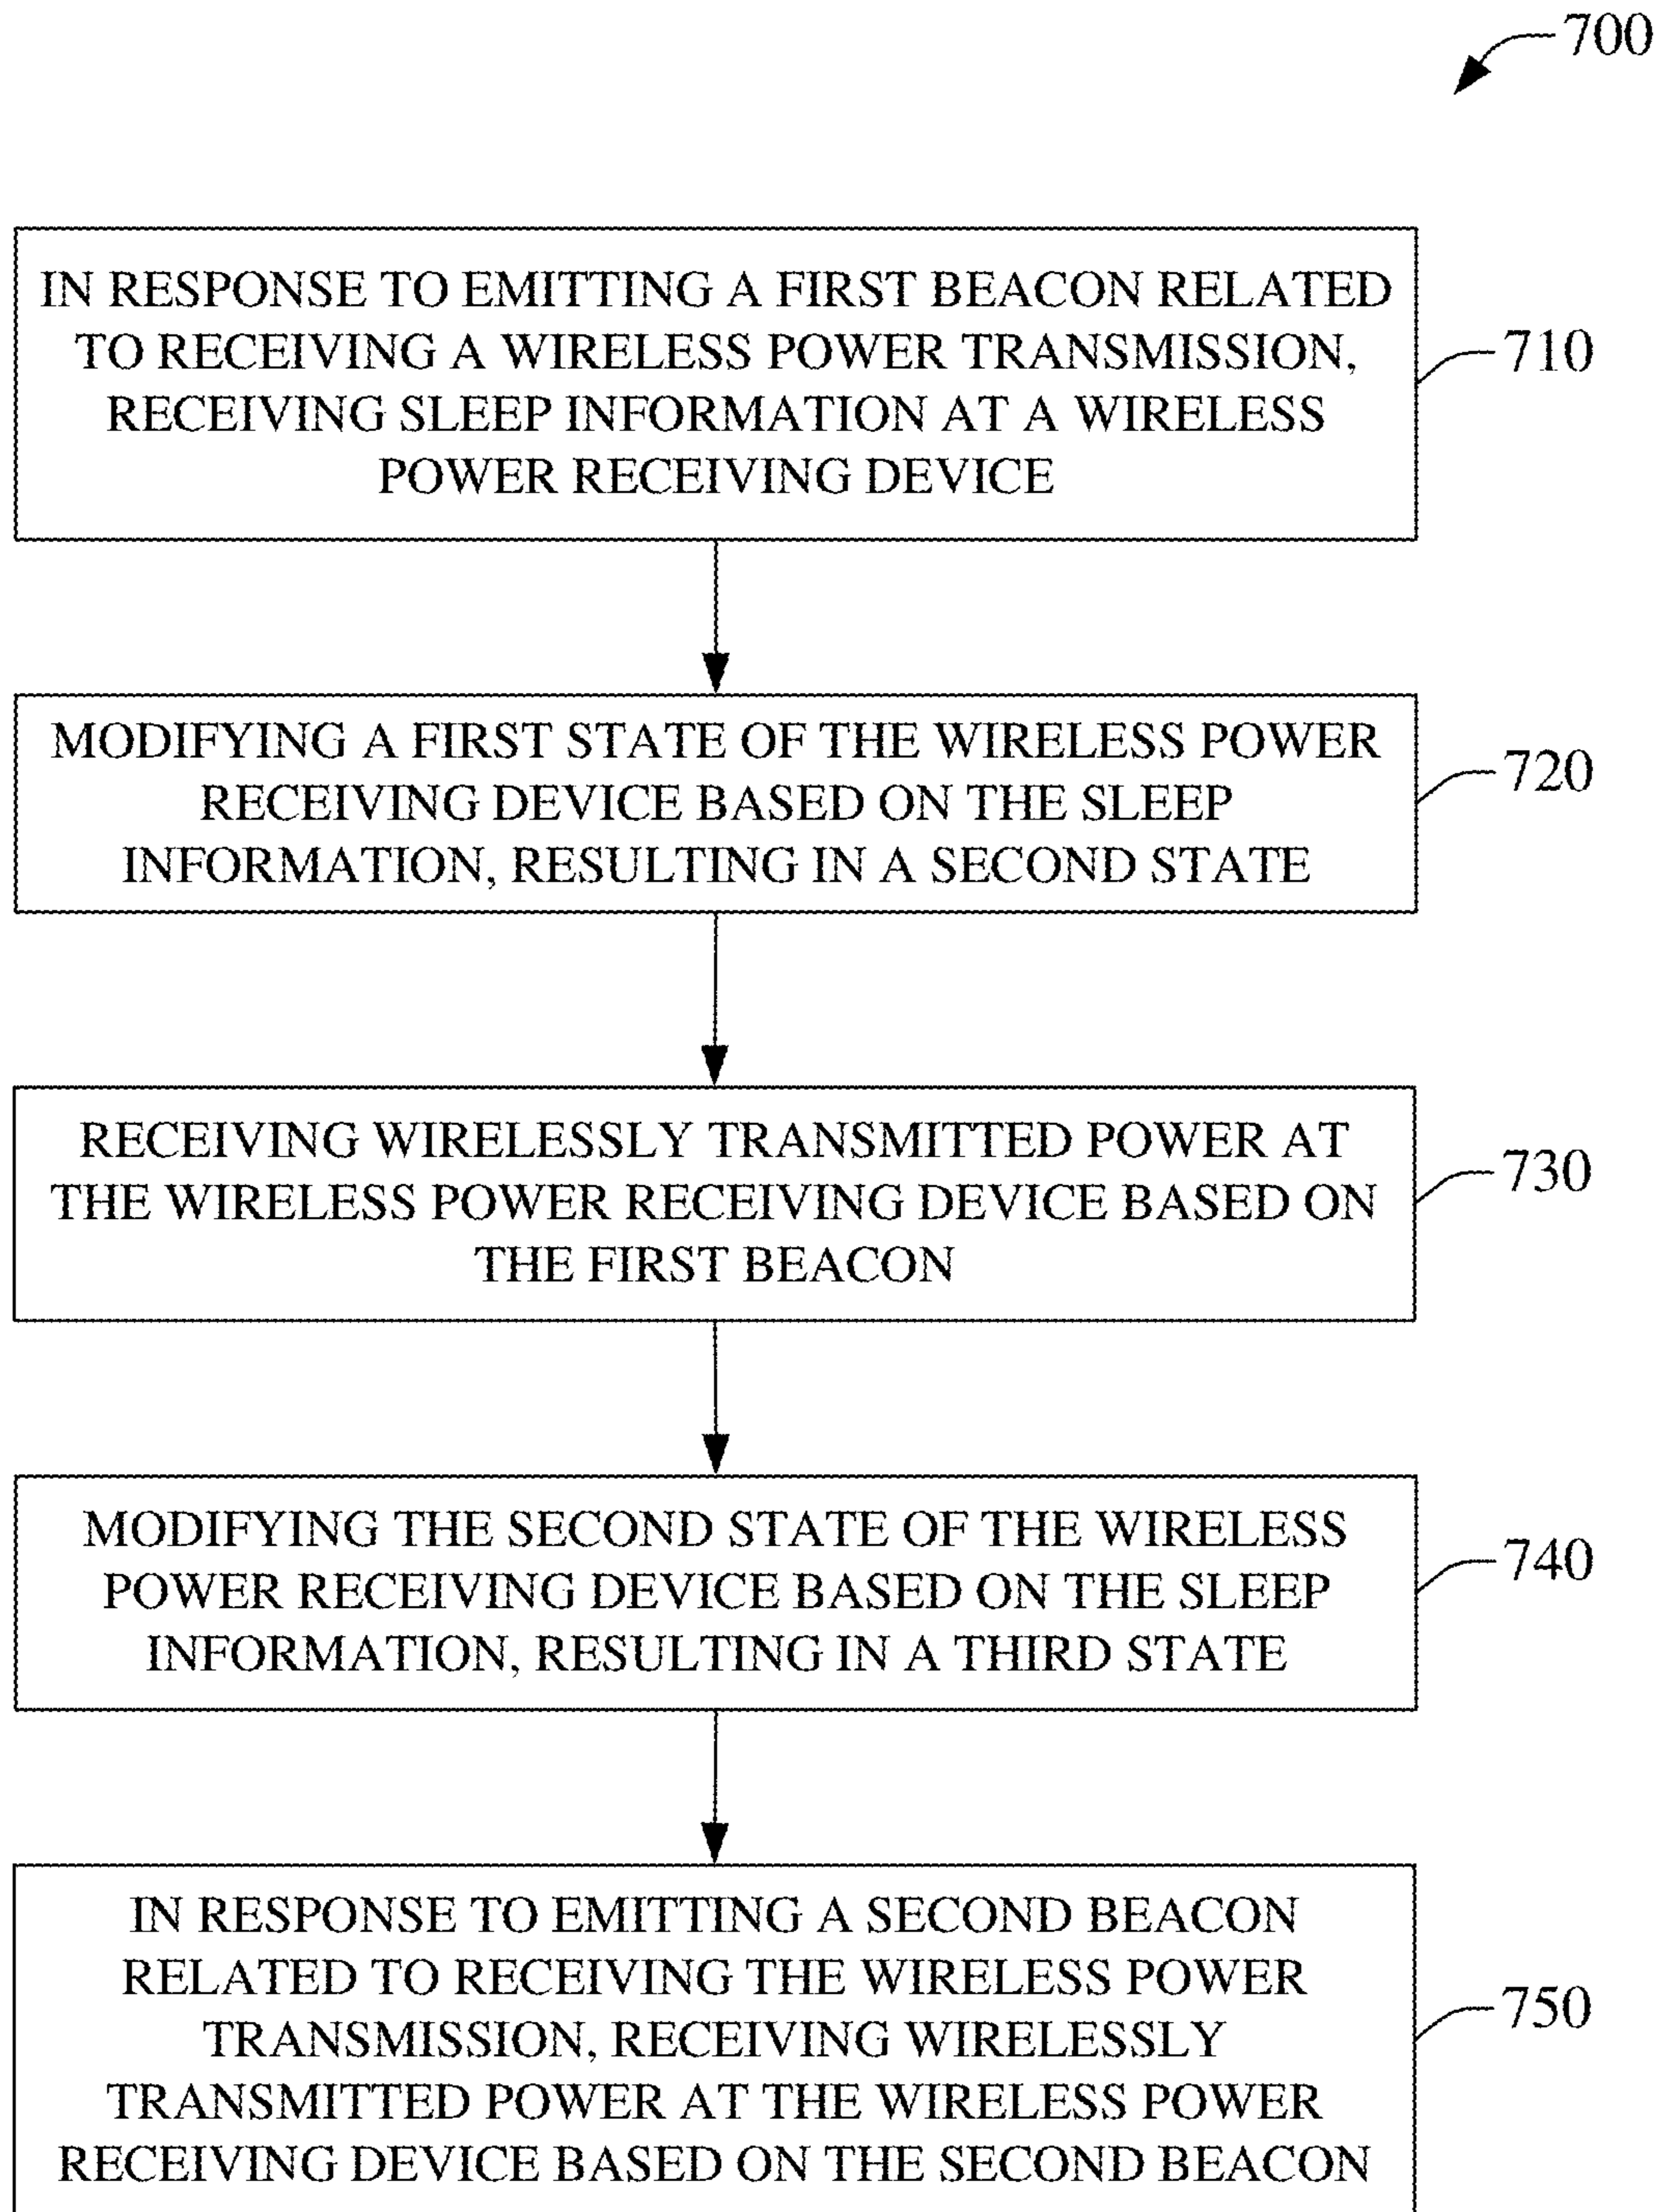 700
IN RESPONSE TO EMITTING A FIRST BEACON RELATED
TO RECEIVING A WIRELESS POWER TRANSMISSION,
RECEIVING SLEEP INFORMATION AT A WIRELESS
POWER RECEIVING DEVICE
710
MODIFYING A FIRST STATE OF THE WIRELESS POWER
RECEIVING DEVICE BASED ON THE SLEEP
INFORMATION, RESULTING IN A SECOND STATE
720
RECEIVING WIRELESSLY TRANSMITTED POWER AT
THE WIRELESS POWER RECEIVING DEVICE BASED ON
THE FIRST BEACON
730
MODIFYING THE SECOND STATE OF THE WIRELESS
POWER RECEIVING DEVICE BASED ON THE SLEEP
INFORMATION, RESULTING IN A THIRD STATE
740
IN RESPONSE TO EMITTING A SECOND BEACON
RELATED TO RECEIVING THE WIRELESS POWER
TRANSMISSION, RECEIVING WIRELESSLY
TRANSMITTED POWER AT THE WIRELESS POWER
RECEIVING DEVICE BASED ON THE SECOND BEACON
750